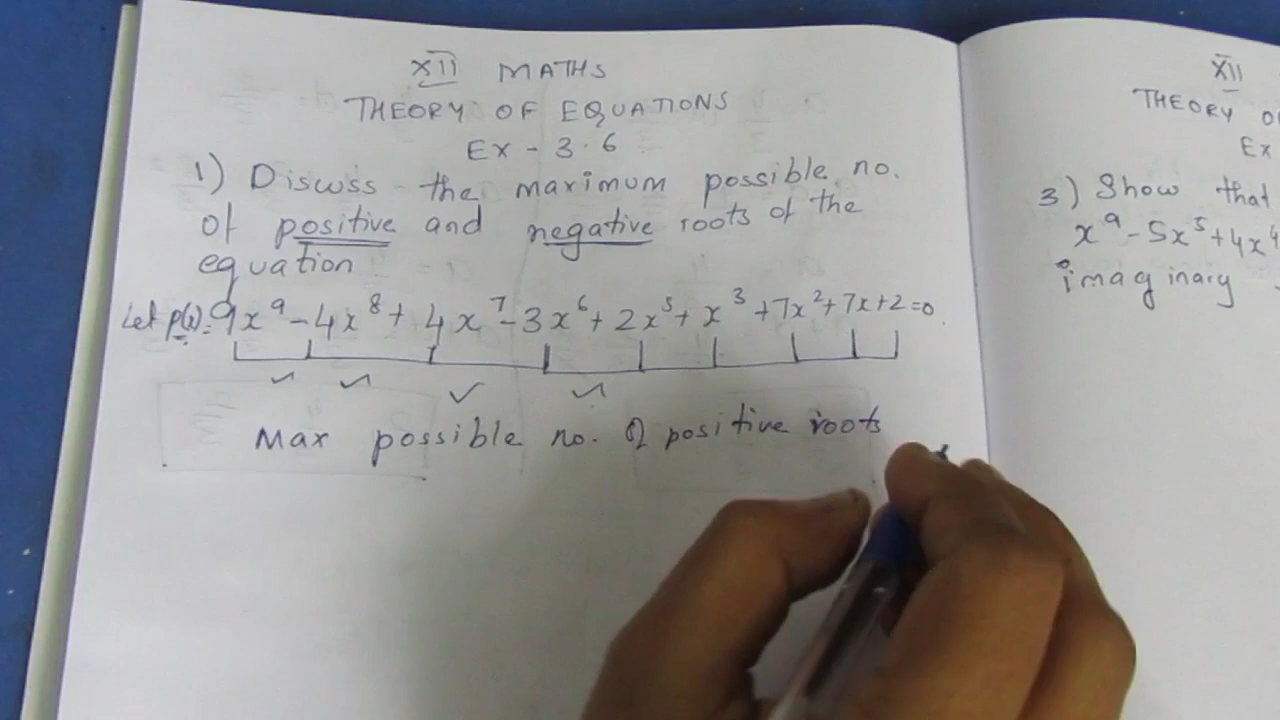 XII MATHS
THEORY OF EQUATIONS
EX - 3.6
1) Discuss the maximum possible no.
of positive and negative roots of the
equation
Let p(x) = 9x⁹ - 4x⁸ + 4x⁷ - 3x⁶ + 2x⁵ + x³ + 7x² + 7x + 2 = 0.
Max possible no. of positive roots
XII
THEORY
EX
3) Show that
x⁹ - 5x⁵ + 4x⁴
imaginary